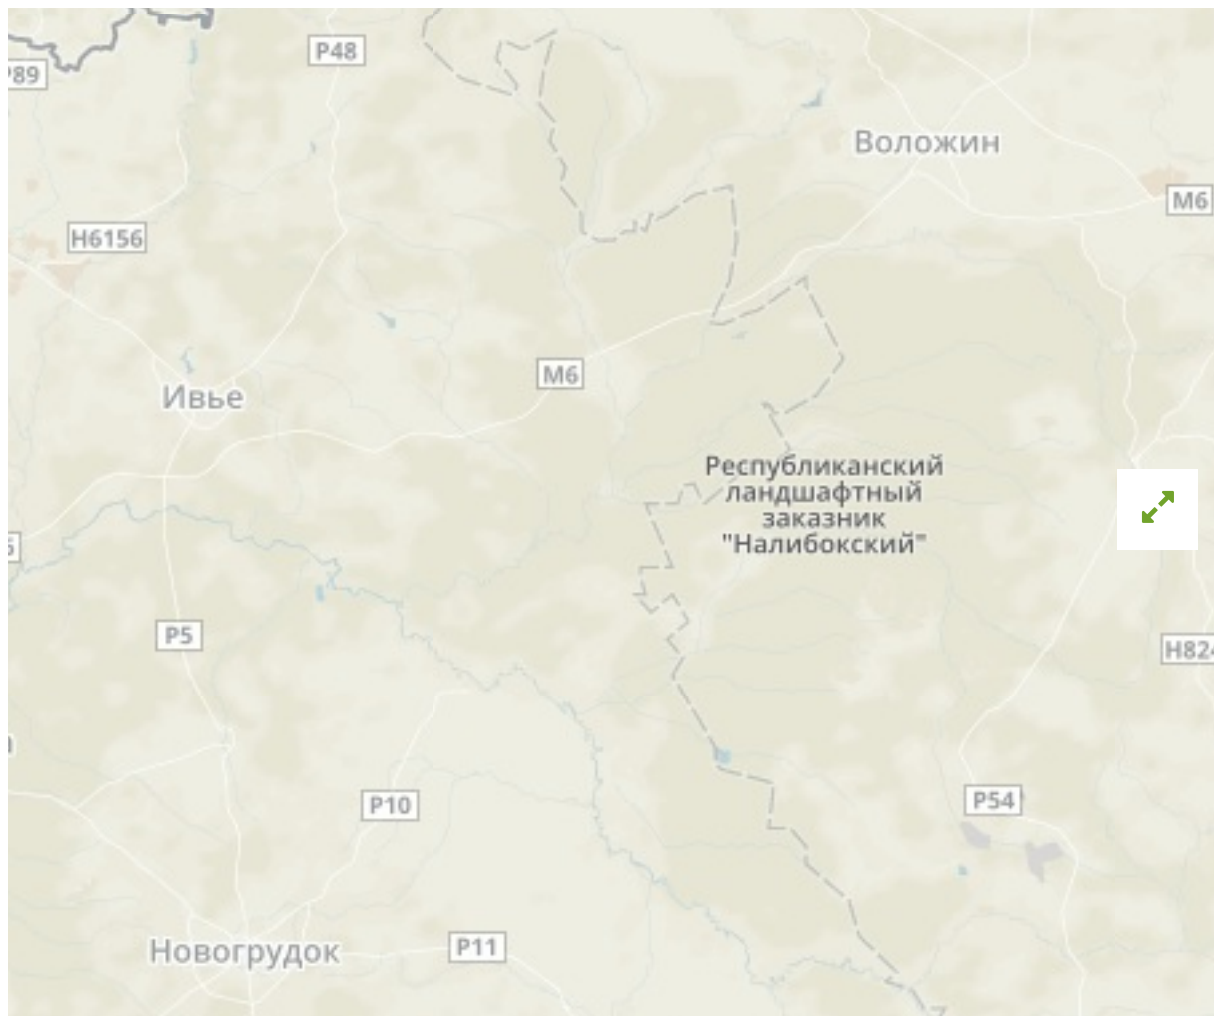 P48
P89
Воложин
M6
H6156
M6
Ивье
Республиканский
ландшафтный
заказник
"Налибокский"
P5
H824
P54
P10
Новогрудок
P11